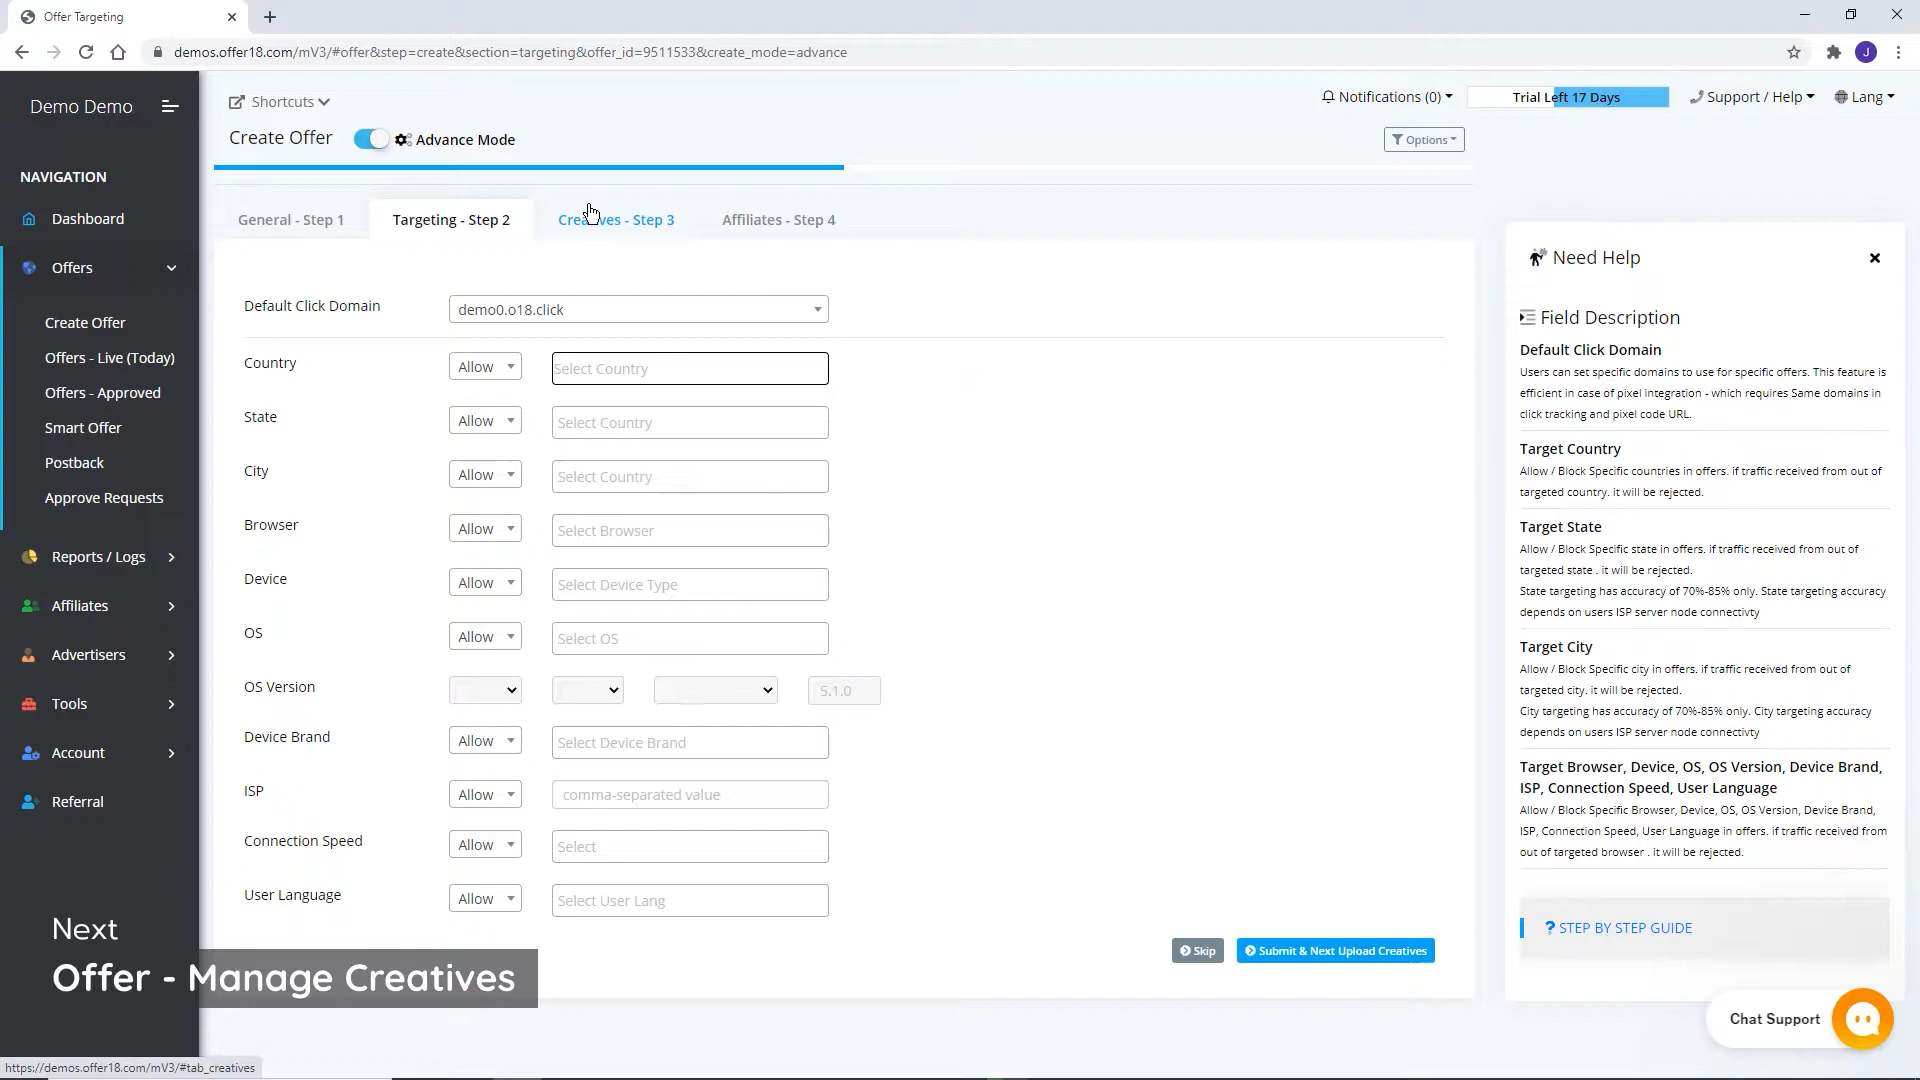 Offer Targeting
demos.offer18.com/mV3/#offer&step=create&section=targeting&offer_id=9511533&create_mode=advance
J
Demo Demo
Shortcuts
Notifications (0)
Trial Left 17 Days
Support / Help
Lang
Create Offer
Advance Mode
Options
NAVIGATION
Dashboard
Offers
Create Offer
Offers - Live (Today)
Offers - Approved
Smart Offer
Postback
Approve Requests
Reports / Logs
Affiliates
Advertisers
Tools
Account
Referral
General - Step 1
Targeting - Step 2
Creatives - Step 3
Affiliates - Step 4
Default Click Domain
demo0.o18.click
Country
Allow
Select Country
State
Allow
Select Country
City
Allow
Select Country
Browser
Allow
Select Browser
Device
Allow
Select Device Type
OS
Allow
Select OS
OS Version
5.1.0
Device Brand
Allow
Select Device Brand
ISP
Allow
comma-separated value
Connection Speed
Allow
Select
User Language
Allow
Select User Lang
Skip
Submit & Next Upload Creatives
Need Help
Field Description
Default Click Domain
Users can set specific domains to use for specific offers. This feature is
efficient in case of pixel integration - which requires Same domains in
click tracking and pixel code URL.
Target Country
Allow / Block Specific countries in offers. if traffic received from out of
targeted country. it will be rejected.
Target State
Allow / Block Specific state in offers. if traffic received from out of
targeted state . it will be rejected.
State targeting has accuracy of 70%-85% only. State targeting accuracy
depends on users ISP server node connectivty
Target City
Allow / Block Specific city in offers. if traffic received from out of
targeted city. it will be rejected.
City targeting has accuracy of 70%-85% only. City targeting accuracy
depends on users ISP server node connectivty
Target Browser, Device, OS, OS Version, Device Brand,
ISP, Connection Speed, User Language
Allow / Block Specific Browser, Device, OS, OS Version, Device Brand,
ISP, Connection Speed, User Language in offers. if traffic received from
out of targeted browser . it will be rejected.
? STEP BY STEP GUIDE
Chat Support
Next
Offer - Manage Creatives
https://demos.offer18.com/mV3/#tab_creatives